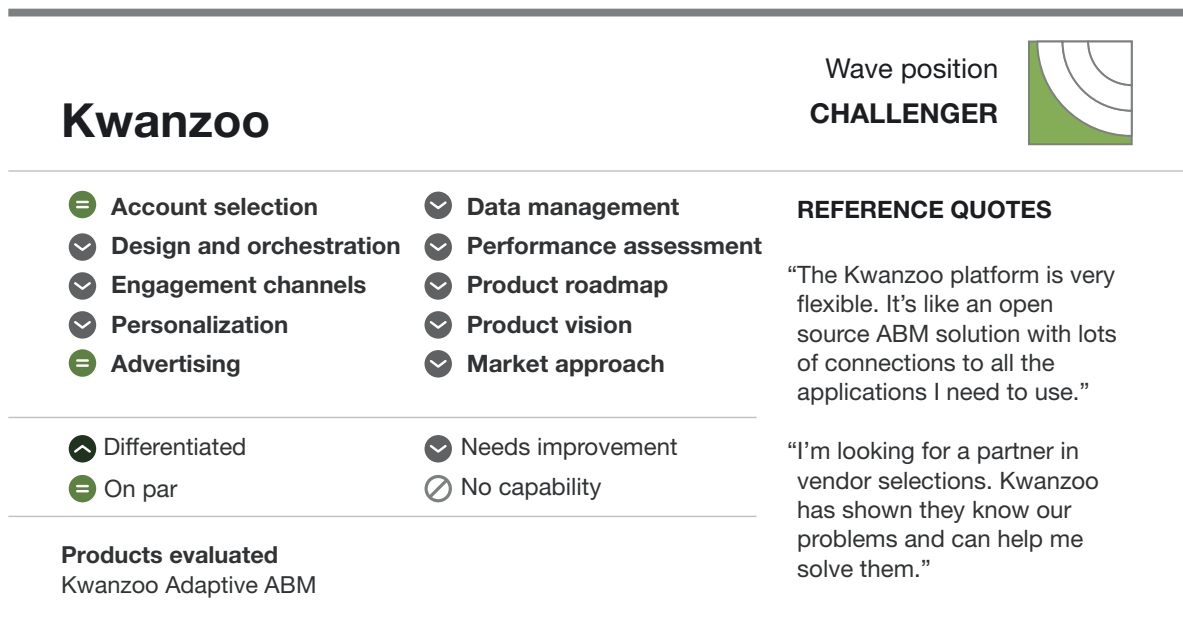 Wave position
CHALLENGER
Kwanzoo
Account selection
Design and orchestration
Engagement channels
Personalization
Advertising
Data management
Performance assessment
Product roadmap
Product vision
Market approach
Differentiated
On par
Needs improvement
No capability
Products evaluated
Kwanzoo Adaptive ABM
REFERENCE QUOTES
“The Kwanzoo platform is very
flexible. It’s like an open
source ABM solution with lots
of connections to all the
applications I need to use.”
“I’m looking for a partner in
vendor selections. Kwanzoo
has shown they know our
problems and can help me
solve them.”